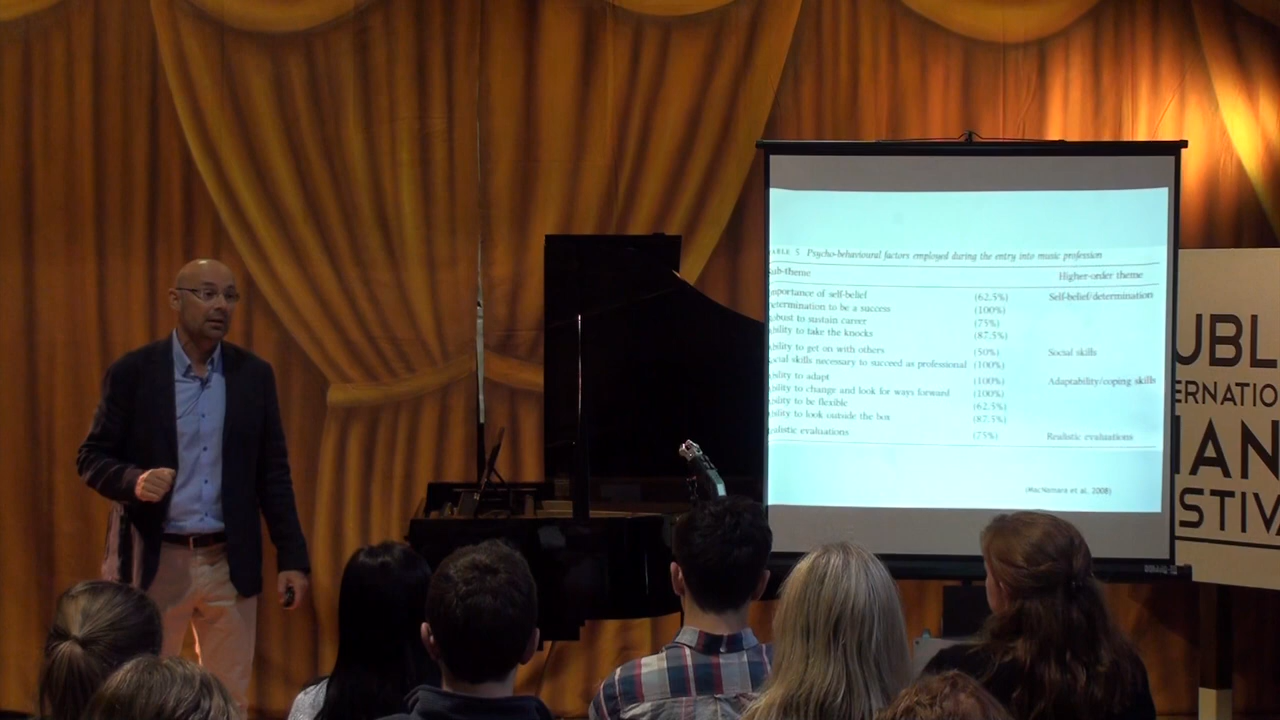 ABLE 5 Psycho-behavioural factors employed during the entry into music profession
ub-theme Higher-order theme
mportance of self-belief (62.5%) Self-belief/determination
etermination to be a success (100%)
obust to sustain career (75%)
bility to take the knocks (87.5%)
bility to get on with others (50%) Social skills
cial skills necessary to succeed as professional (100%)
bility to adapt (100%) Adaptability/coping skills
bility to change and look for ways forward (100%)
bility to be flexible (62.5%)
bility to look outside the box (87.5%)
alistic evaluations (75%) Realistic evaluations
(MacNamara et al, 2008)
UBL
ERNATIO
IAN
STIV